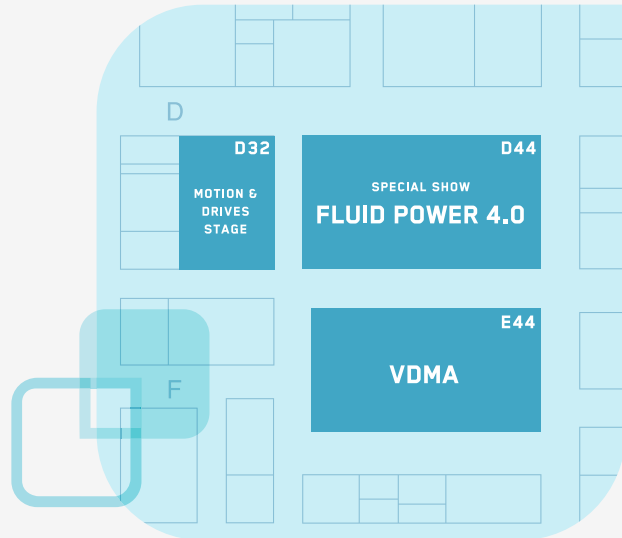 D
D32
MOTION &
DRIVES
STAGE
D44
SPECIAL SHOW
FLUID POWER 4.0
E44
VDMA
F